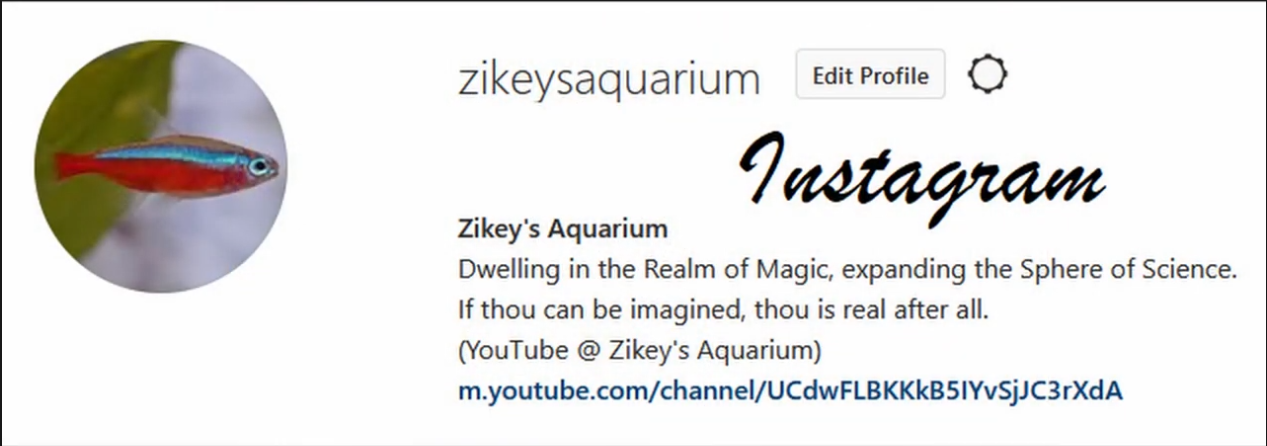 zikeysaquarium Edit Profile
Instagram
Zikey's Aquarium
Dwelling in the Realm of Magic, expanding the Sphere of Science.
If thou can be imagined, thou is real after all.
(YouTube @ Zikey's Aquarium)
m.youtube.com/channel/UCdwFLBKKkB5IYvSjJC3rXdA